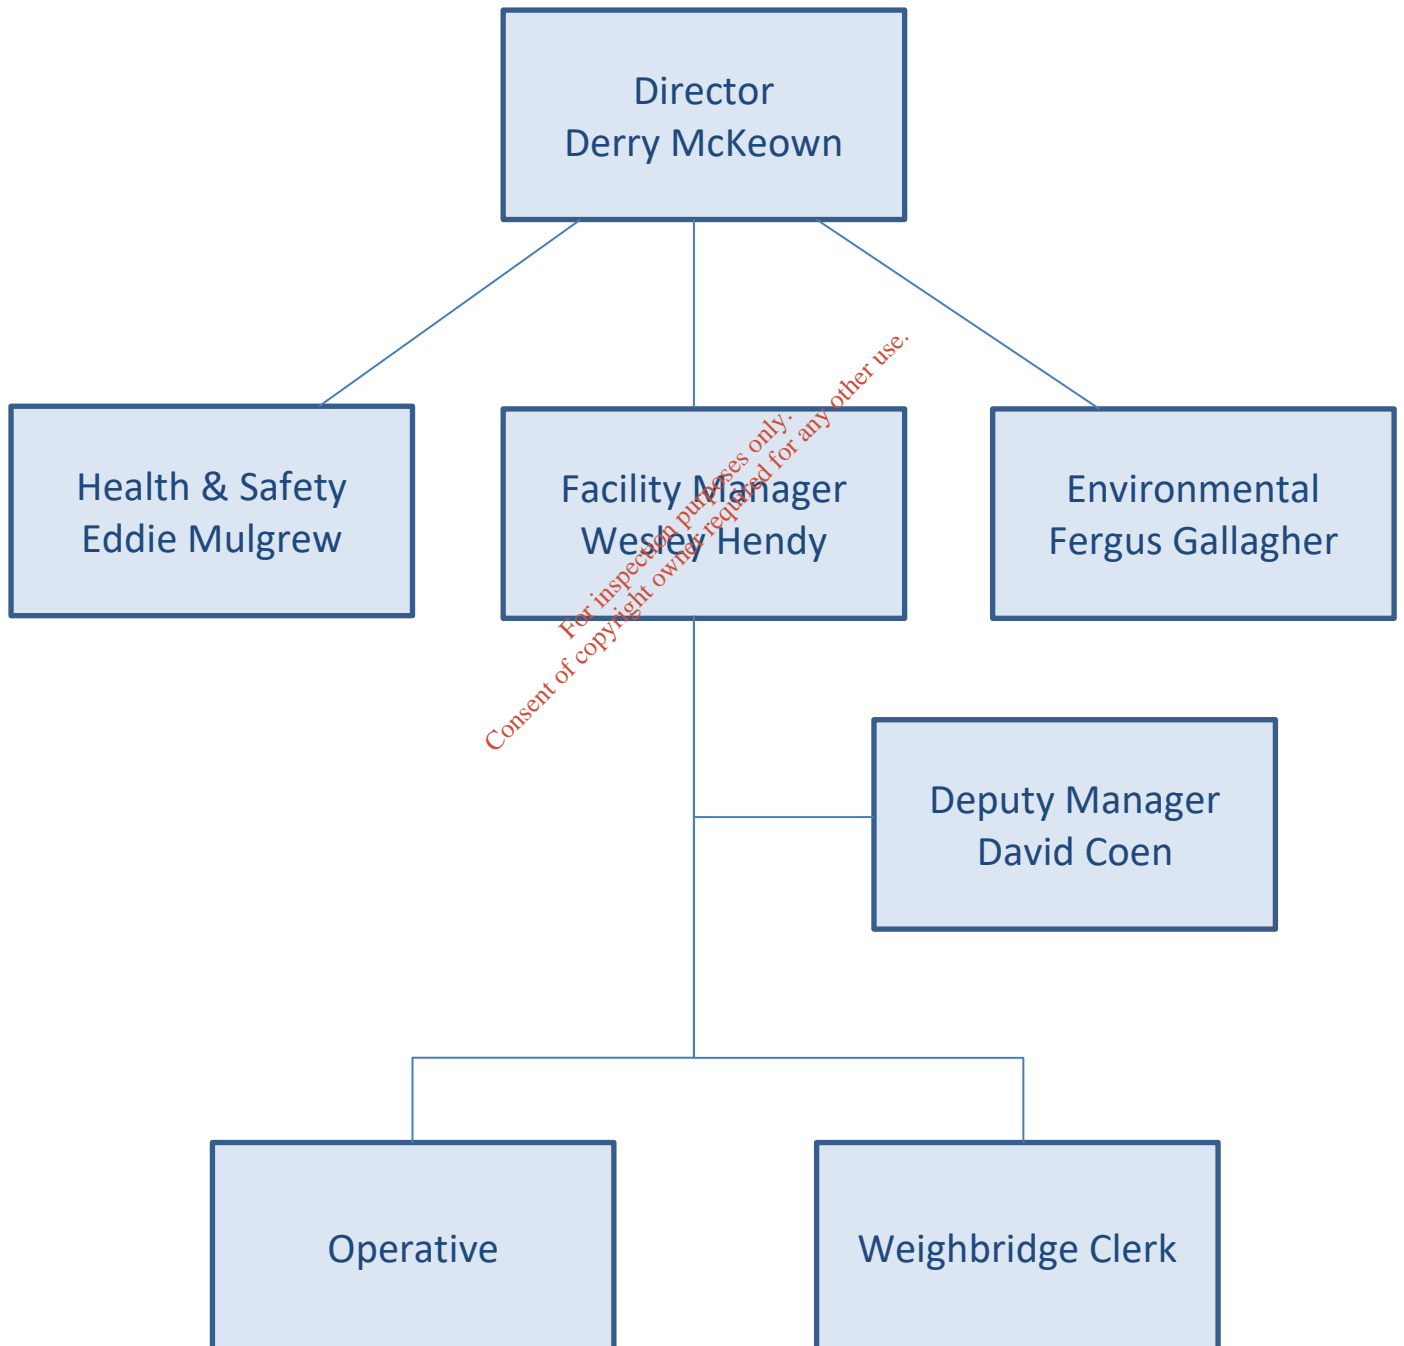 Director
Derry McKeown
Health & Safety
Eddie Mulgrew
Facility Manager
Wesley Hendy
Environmental
Fergus Gallagher
For inspection purposes only.
Consent of copyright owner required for any other use.
Deputy Manager
David Coen
Operative
Weighbridge Clerk